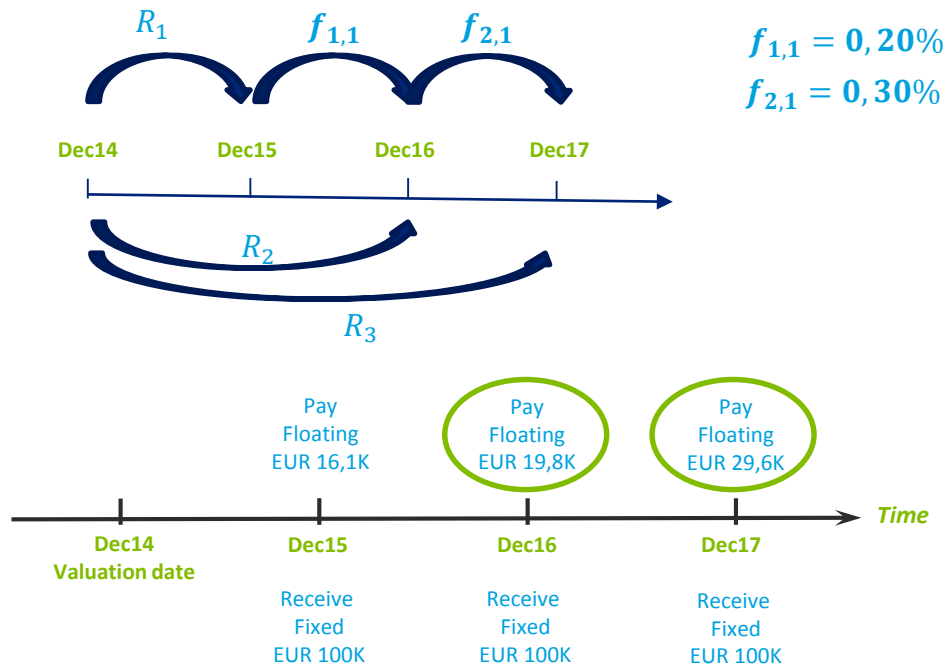 R₁
f₁,₁
f₂,₁
f₁,₁ = 0,20%
f₂,₁ = 0,30%
Dec14
Dec15
Dec16
Dec17
R₂
R₃
Pay
Floating
EUR 16,1K
Pay
Floating
EUR 19,8K
Pay
Floating
EUR 29,6K
Time
Dec14
Valuation date
Dec15
Dec16
Dec17
Receive
Fixed
EUR 100K
Receive
Fixed
EUR 100K
Receive
Fixed
EUR 100K